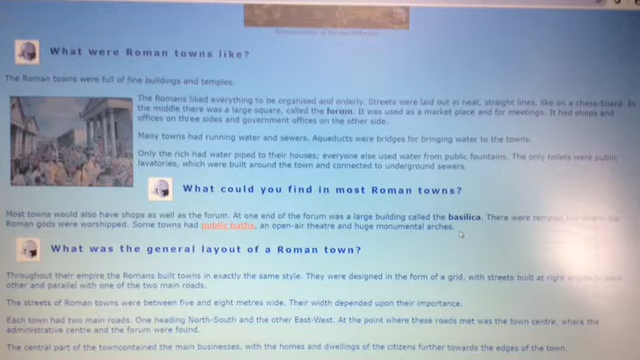 What were Roman towns like?
The Roman towns were full of fine buildings and temples.
The Romans liked everything to be organised and orderly. Streets were laid out in neat, straight lines, like on a chess-board. In
the middle there was a large square, called the forum. It was used as a market place and for meetings. It had shops and
offices on three sides and government offices on the other side.
Many towns had running water and sewers. Aqueducts were bridges for bringing water to the towns.
Only the rich had water piped to their houses; everyone else used water from public fountains. The only toilets were public
lavatories, which were built around the town and connected to underground sewers.
What could you find in most Roman towns?
Most towns would also have shops as well as the forum. At one end of the forum was a large building called the basilica. There were temples where the
Roman gods were worshipped. Some towns had public baths, an open-air theatre and huge monumental arches.
What was the general layout of a Roman town?
Throughout their empire the Romans built towns in exactly the same style. They were designed in the form of a grid, with streets built at right angles to each
other and parallel with one of the two main roads.
The streets of Roman towns were between five and eight metres wide. Their width depended upon their importance.
Each town had two main roads. One heading North-South and the other East-West. At the point where these roads met was the town centre, where the
administrative centre and the forum were found.
The central part of the towncontained the main businesses, with the homes and dwellings of the citizens further towards the edges of the town.